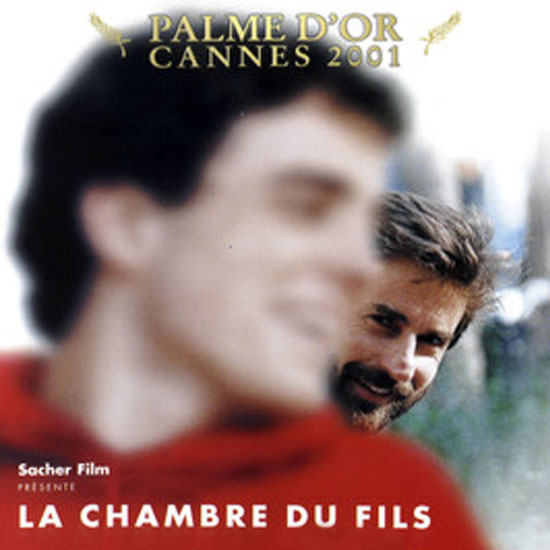 PALME D'OR
CANNES 2001
Sacher Film
PRÉSENTE
LA CHAMBRE DU FILS